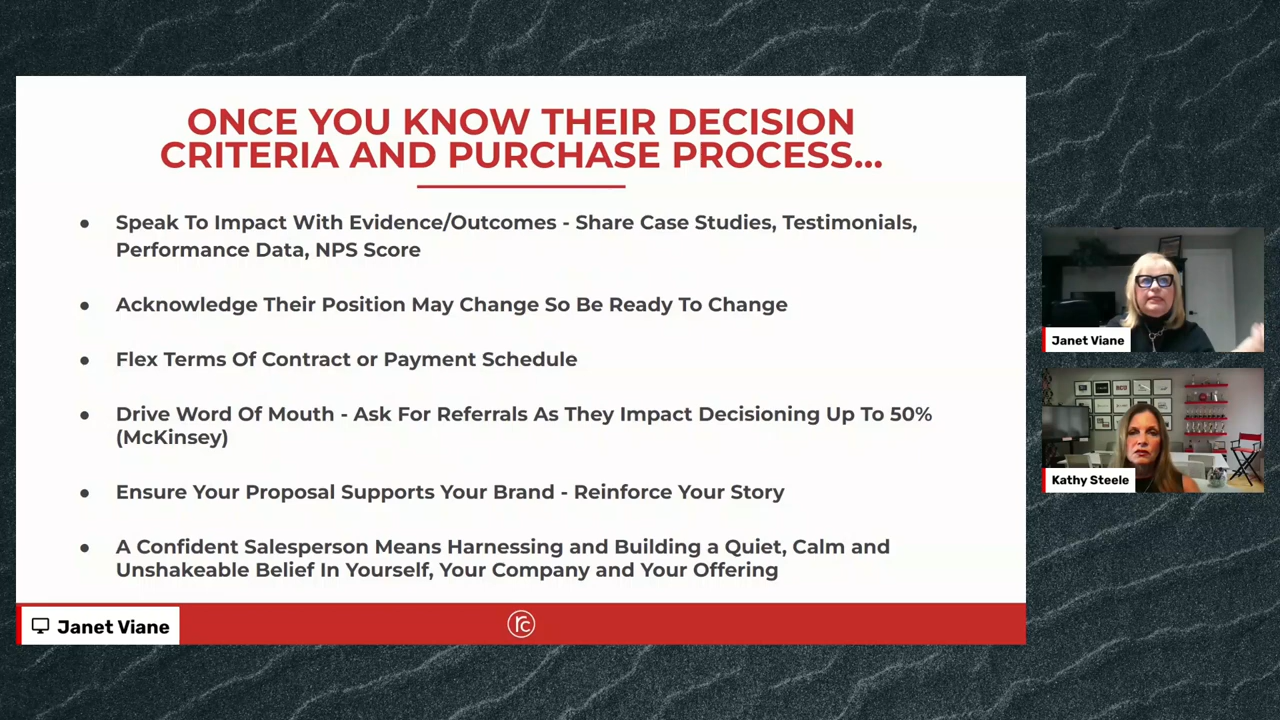 ONCE YOU KNOW THEIR DECISION
CRITERIA AND PURCHASE PROCESS...
● Speak To Impact With Evidence/Outcomes - Share Case Studies, Testimonials,
Performance Data, NPS Score
● Acknowledge Their Position May Change So Be Ready To Change
● Flex Terms Of Contract or Payment Schedule
● Drive Word Of Mouth - Ask For Referrals As They Impact Decisioning Up To 50%
(McKinsey)
● Ensure Your Proposal Supports Your Brand - Reinforce Your Story
● A Confident Salesperson Means Harnessing and Building a Quiet, Calm and
Unshakeable Belief In Yourself, Your Company and Your Offering
Janet Viane
rc
Janet Viane
Kathy Steele